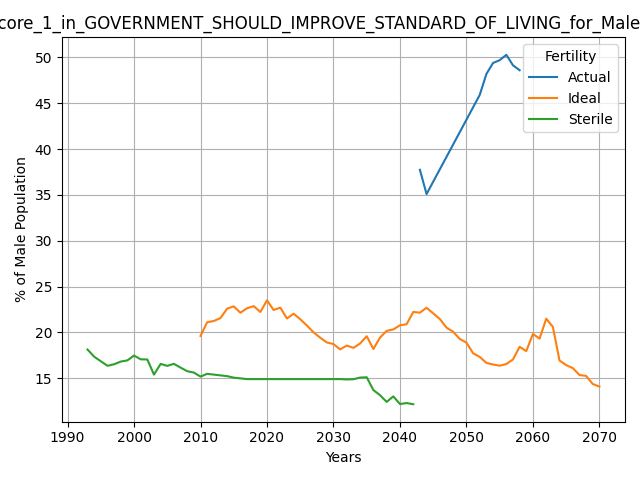 core_1_in_GOVERNMENT_SHOULD_IMPROVE_STANDARD_OF_LIVING_for_Male
Fertility
Actual
Ideal
Sterile
% of Male Population
50
45
40
35
30
25
20
15
1990 2000 2010 2020 2030 2040 2050 2060 2070
Years